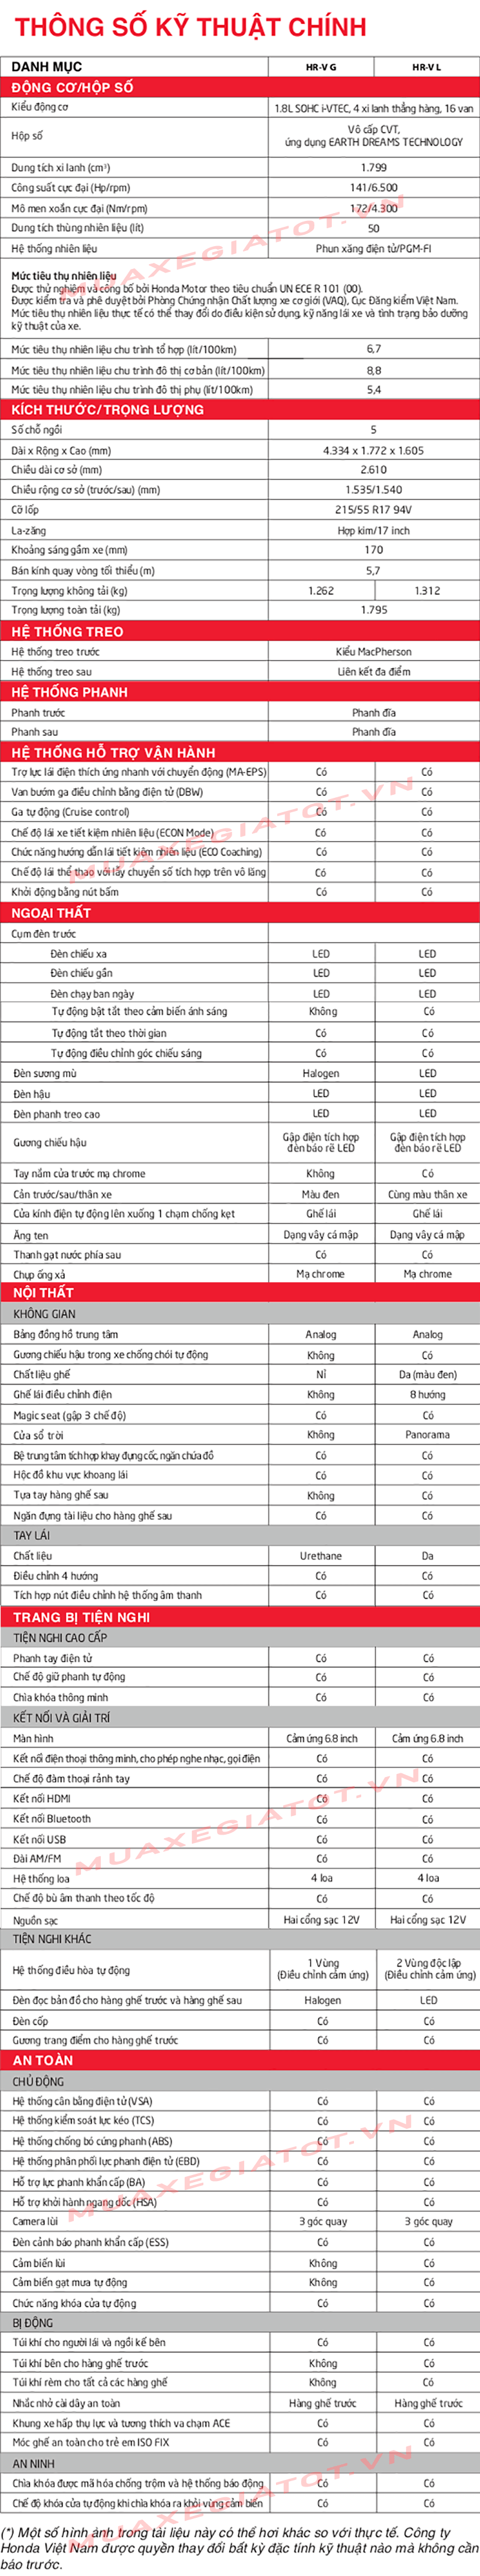 THÔNG SỐ KỸ THUẬT CHÍNH
DANH MỤC HR-V G HR-V L
ĐỘNG CƠ/HỘP SỐ
Kiểu động cơ 1.8L SOHC i-VTEC, 4 xi lanh thẳng hàng, 16 van
Hộp số Vô cấp CVT,
ứng dụng EARTH DREAMS TECHNOLOGY
Dung tích xi lanh (cm³) 1.799
Công suất cực đại (Hp/rpm) 141/6.500
Mô men xoắn cực đại (Nm/rpm) 172/4.300
Dung tích thùng nhiên liệu (lít) 50
Hệ thống nhiên liệu Phun xăng điện tử/PGM-FI
MUAXEGIATOT.VN
Mức tiêu thụ nhiên liệu
Được thử nghiệm và công bố bởi Honda Motor theo tiêu chuẩn UN ECE R 101 (00).
Được kiểm tra và phê duyệt bởi Phòng Chứng nhận Chất lượng xe cơ giới (VAQ), Cục Đăng kiểm Việt Nam.
Mức tiêu thụ nhiên liệu thực tế có thể thay đổi do điều kiện sử dụng, kỹ năng lái xe và tình trạng bảo dưỡng
kỹ thuật của xe.
Mức tiêu thụ nhiên liệu chu trình tổ hợp (lít/100km) 6,7
Mức tiêu thụ nhiên liệu chu trình đô thị cơ bản (lít/100km) 8,8
Mức tiêu thụ nhiên liệu chu trình đô thị phụ (lít/100km) 5,4
KÍCH THƯỚC/TRỌNG LƯỢNG
Số chỗ ngồi 5
Dài x Rộng x Cao (mm) 4.334 x 1.772 x 1.605
Chiều dài cơ sở (mm) 2.610
Chiều rộng cơ sở (trước/sau) (mm) 1.535/1.540
Cỡ lốp 215/55 R17 94V
La-zăng Hợp kim/17 inch
Khoảng sáng gầm xe (mm) 170
Bán kính quay vòng tối thiểu (m) 5,7
Trọng lượng không tải (kg) 1.262 1.312
Trọng lượng toàn tải (kg) 1.795
HỆ THỐNG TREO
Hệ thống treo trước Kiểu MacPherson
Hệ thống treo sau Liên kết đa điểm
HỆ THỐNG PHANH
Phanh trước Phanh đĩa
Phanh sau Phanh đĩa
HỆ THỐNG HỖ TRỢ VẬN HÀNH
Trợ lực lái điện thích ứng nhanh với chuyển động (MA-EPS) Có Có
Van bướm ga điều chỉnh bằng điện tử (DBW) Có Có
Ga tự động (Cruise control) Có Có
Chế độ lái xe tiết kiệm nhiên liệu (ECON Mode) Có Có
Chức năng hướng dẫn lái tiết kiệm nhiên liệu (ECO Coaching) Có Có
Chế độ lái thể thao với lẫy chuyển số tích hợp trên vô lăng Có Có
Khởi động bằng nút bấm Có Có
MUAXEGIATOT.VN
NGOẠI THẤT
Cụm đèn trước
Đèn chiếu xa LED LED
Đèn chiếu gần LED LED
Đèn chạy ban ngày LED LED
Tự động bật tắt theo cảm biến ánh sáng Không Có
Tự động tắt theo thời gian Có Có
Tự động điều chỉnh góc chiếu sáng Có Có
Đèn sương mù Halogen LED
Đèn hậu LED LED
Đèn phanh treo cao LED LED
Gương chiếu hậu Gập điện tích hợp đèn báo rẽ LED Gập điện tích hợp đèn báo rẽ LED
Tay nắm cửa trước mạ chrome Không Có
Cản trước/sau/thân xe Màu đen Cùng màu thân xe
Cửa kính điện tự động lên xuống 1 chạm chống kẹt Ghế lái Ghế lái
Ăng ten Dạng vây cá mập Dạng vây cá mập
Thanh gạt nước phía sau Có Có
Chụp ống xả Mạ chrome Mạ chrome
NỘI THẤT
KHÔNG GIAN
Bảng đồng hồ trung tâm Analog Analog
Gương chiếu hậu trong xe chống chói tự động Không Có
Chất liệu ghế Nỉ Da (màu đen)
Ghế lái điều chỉnh điện Không 8 hướng
Magic seat (gập 3 chế độ) Có Có
Cửa sổ trời Không Panorama
Bệ trung tâm tích hợp khay đựng cốc, ngăn chứa đồ Có Có
Hộc đồ khu vực khoang lái Có Có
Tựa tay hàng ghế sau Không Có
Ngăn đựng tài liệu cho hàng ghế sau Có Có
TAY LÁI
Chất liệu Urethane Da
Điều chỉnh 4 hướng Có Có
Tích hợp nút điều chỉnh hệ thống âm thanh Có Có
TRANG BỊ TIỆN NGHI
TIỆN NGHI CAO CẤP
Phanh tay điện tử Có Có
Chế độ giữ phanh tự động Có Có
Chìa khóa thông minh Có Có
KẾT NỐI VÀ GIẢI TRÍ
Màn hình Cảm ứng 6.8 inch Cảm ứng 6.8 inch
Kết nối điện thoại thông minh, cho phép nghe nhạc, gọi điện Có Có
Chế độ đàm thoại rảnh tay Có Có
Kết nối HDMI Có Có
Kết nối Bluetooth Có Có
Kết nối USB Có Có
Đài AM/FM Có Có
Hệ thống loa 4 loa 4 loa
Chế độ bù âm thanh theo tốc độ Có Có
Nguồn sạc Hai cổng sạc 12V Hai cổng sạc 12V
MUAXEGIATOT.VN
TIỆN NGHI KHÁC
Hệ thống điều hòa tự động 1 Vùng (Điều chỉnh cảm ứng) 2 Vùng độc lập (Điều chỉnh cảm ứng)
Đèn đọc bản đồ cho hàng ghế trước và hàng ghế sau Halogen LED
Đèn cốp Có Có
Gương trang điểm cho hàng ghế trước Có Có
AN TOÀN
CHỦ ĐỘNG
Hệ thống cân bằng điện tử (VSA) Có Có
Hệ thống kiểm soát lực kéo (TCS) Có Có
Hệ thống chống bó cứng phanh (ABS) Có Có
Hệ thống phân phối lực phanh điện tử (EBD) Có Có
Hỗ trợ lực phanh khẩn cấp (BA) Có Có
Hỗ trợ khởi hành ngang dốc (HSA) Có Có
Camera lùi 3 góc quay 3 góc quay
Đèn cảnh báo phanh khẩn cấp (ESS) Có Có
Cảm biến lùi Không Có
Cảm biến gạt mưa tự động Không Có
Chức năng khóa cửa tự động Có Có
MUAXEGIATOT.VN
BỊ ĐỘNG
Túi khí cho người lái và ngồi kế bên Có Có
Túi khí bên cho hàng ghế trước Không Có
Túi khí rèm cho tất cả các hàng ghế Không Có
Nhắc nhở cài dây an toàn Hàng ghế trước Hàng ghế trước
Khung xe hấp thụ lực và tương thích va chạm ACE Có Có
Móc ghế an toàn cho trẻ em ISO FIX Có Có
AN NINH
Chìa khóa được mã hóa chống trộm và hệ thống báo động Có Có
Chế độ khóa cửa tự động khi chìa khóa ra khỏi vùng cảm biến Có Có
MUAXEGIATOT.VN
(*) Một số hình ảnh trong tài liệu này có thể hơi khác so với thực tế. Công ty
Honda Việt Nam được quyền thay đổi bất kỳ đặc tính kỹ thuật nào mà không cần
báo trước.